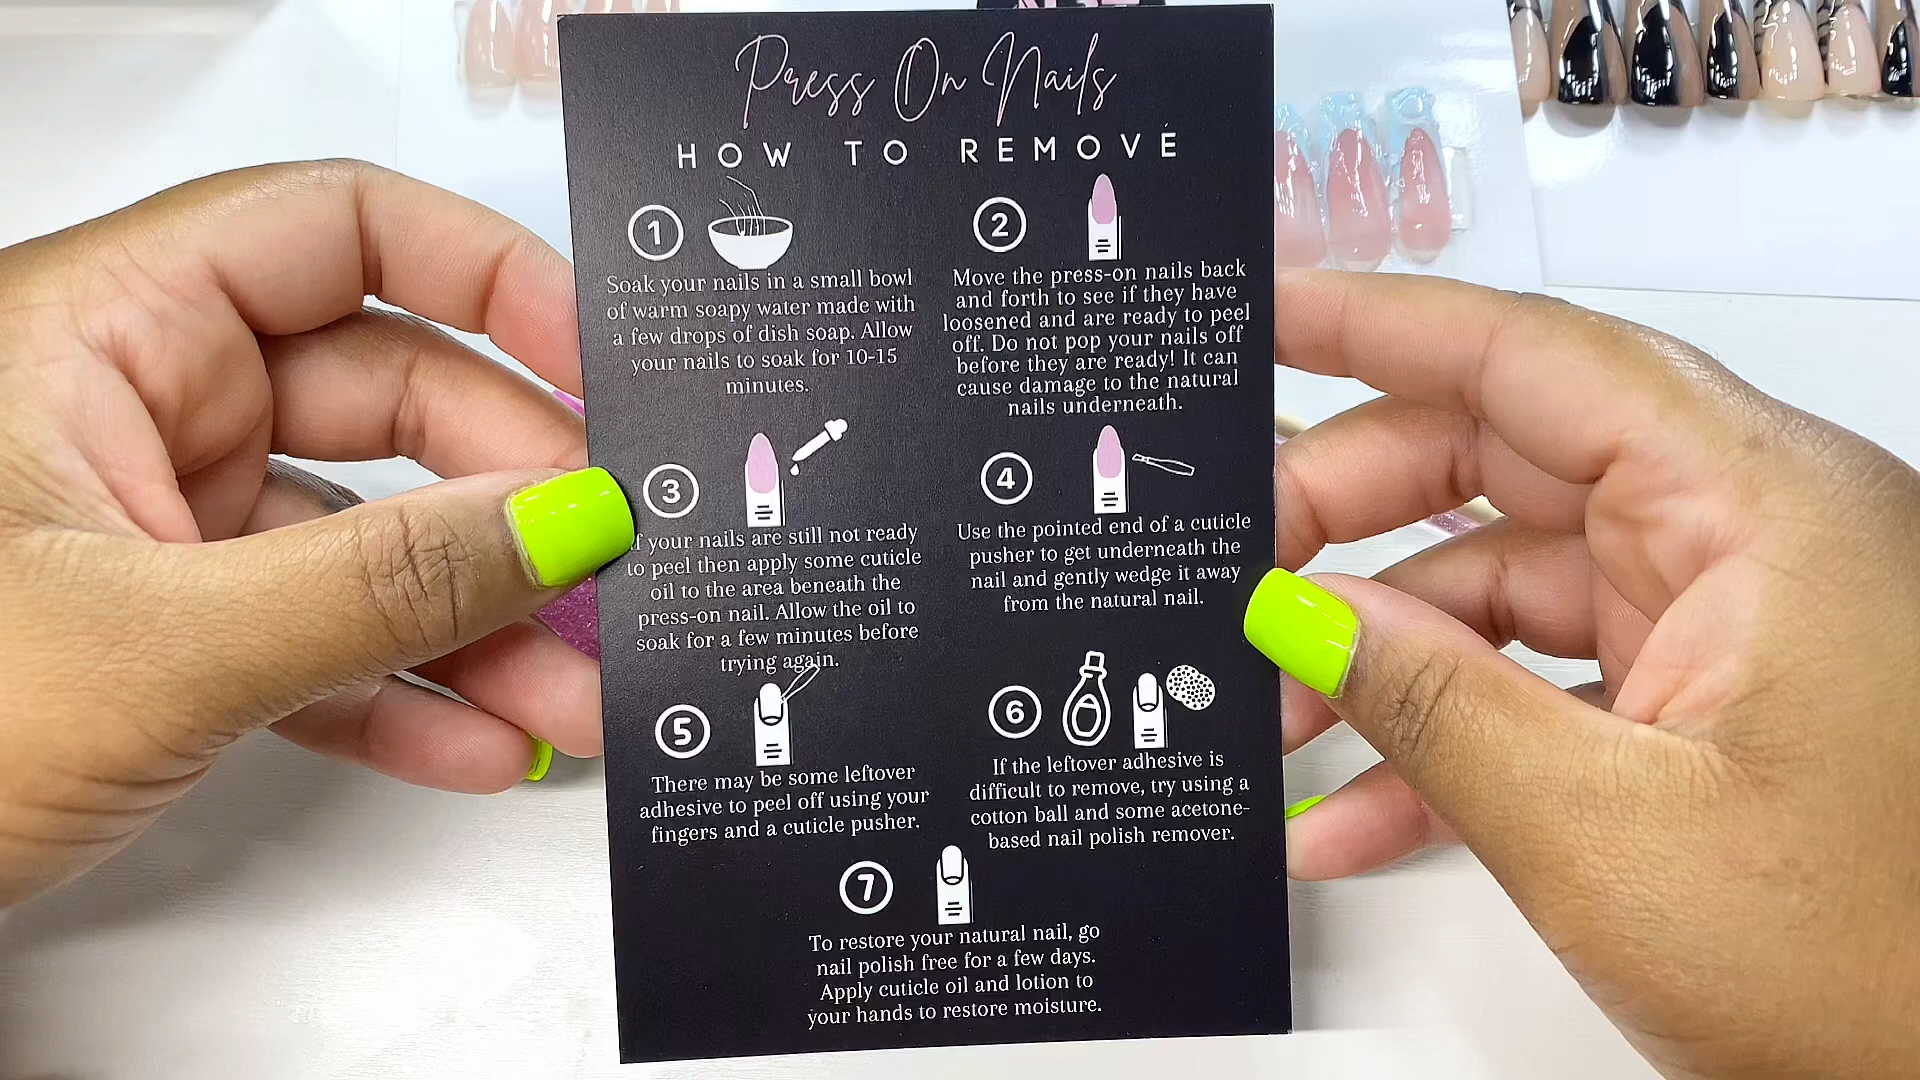 Press On Nails
HOW TO REMOVE
1
Soak your nails in a small bowl
of warm soapy water made with
a few drops of dish soap. Allow
your nails to soak for 10-15
minutes.
2
Move the press-on nails back
and forth to see if they have
loosened and are ready to peel
off. Do not pop your nails off
before they are ready! It can
cause damage to the natural
nails underneath.
3
If your nails are still not ready
to peel then apply some cuticle
oil to the area beneath the
press-on nail. Allow the oil to
soak for a few minutes before
trying again.
4
Use the pointed end of a cuticle
pusher to get underneath the
nail and gently wedge it away
from the natural nail.
5
There may be some leftover
adhesive to peel off using your
fingers and a cuticle pusher.
6
If the leftover adhesive is
difficult to remove, try using a
cotton ball and some acetone-
based nail polish remover.
7
To restore your natural nail, go
nail polish free for a few days.
Apply cuticle oil and lotion to
your hands to restore moisture.